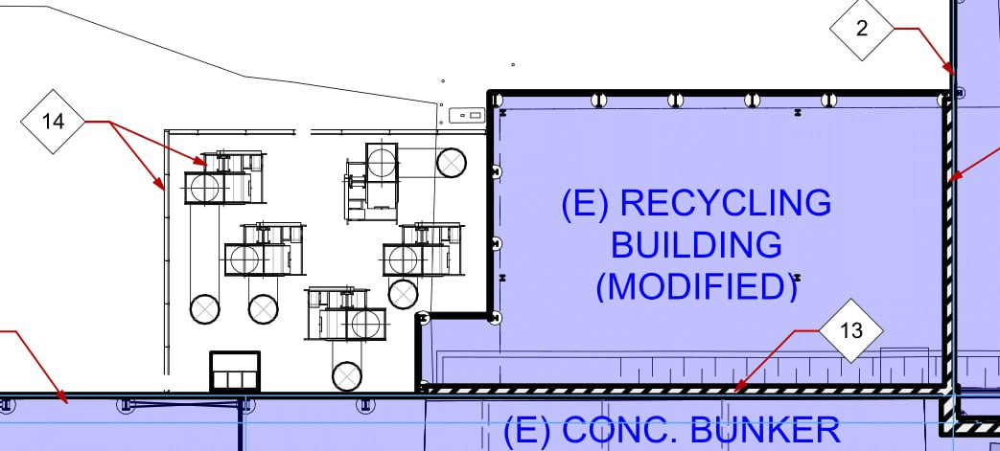 2
14
(E) RECYCLING
BUILDING
(MODIFIED)
13
(E) CONC. BUNKER